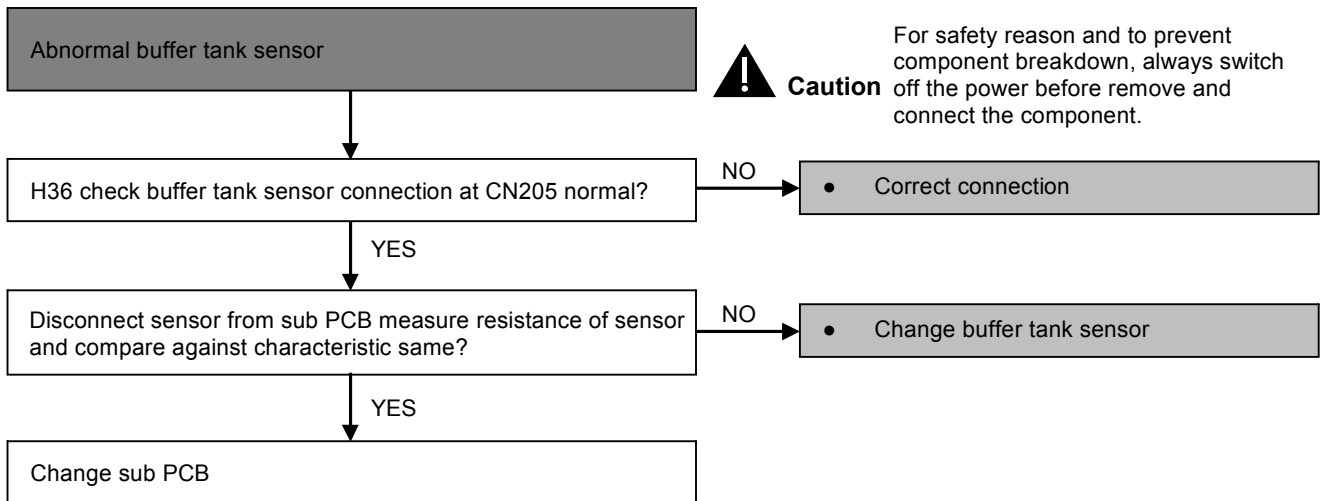 Abnormal buffer tank sensor
Caution
For safety reason and to prevent
component breakdown, always switch
off the power before remove and
connect the component.
H36 check buffer tank sensor connection at CN205 normal?
NO
● Correct connection
YES
Disconnect sensor from sub PCB measure resistance of sensor
and compare against characteristic same?
NO
● Change buffer tank sensor
YES
Change sub PCB